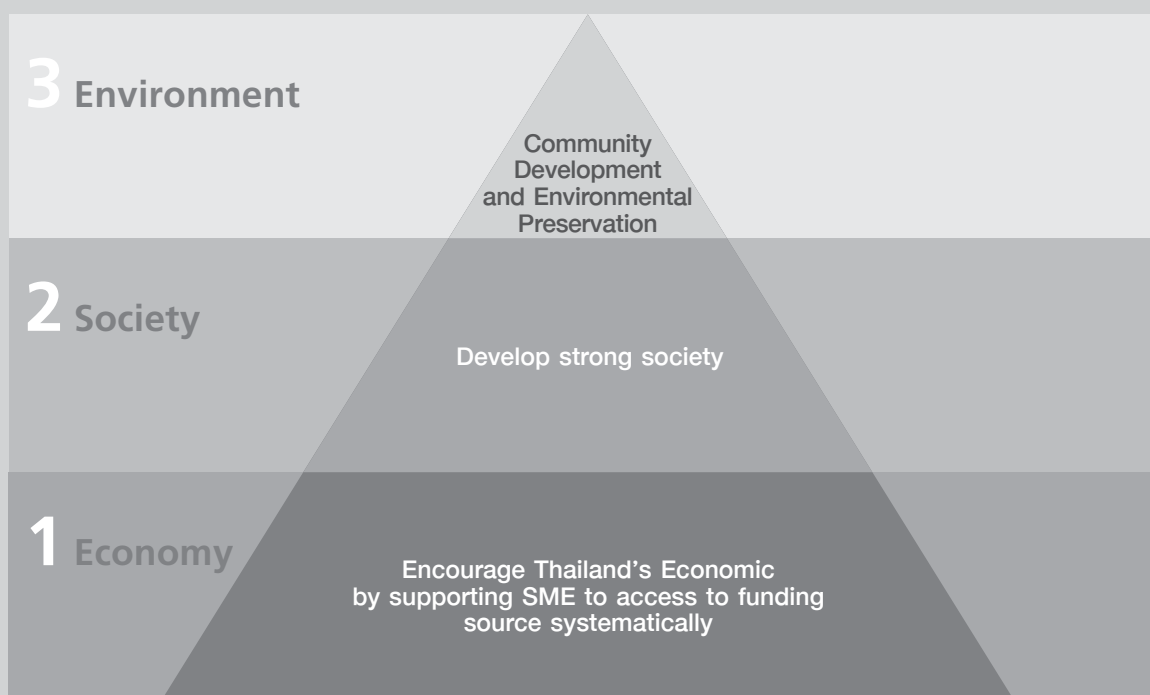 3 Environment
Community
Development
and Environmental
Preservation
2 Society
Develop strong society
1 Economy
Encourage Thailand's Economic
by supporting SME to access to funding
source systematically